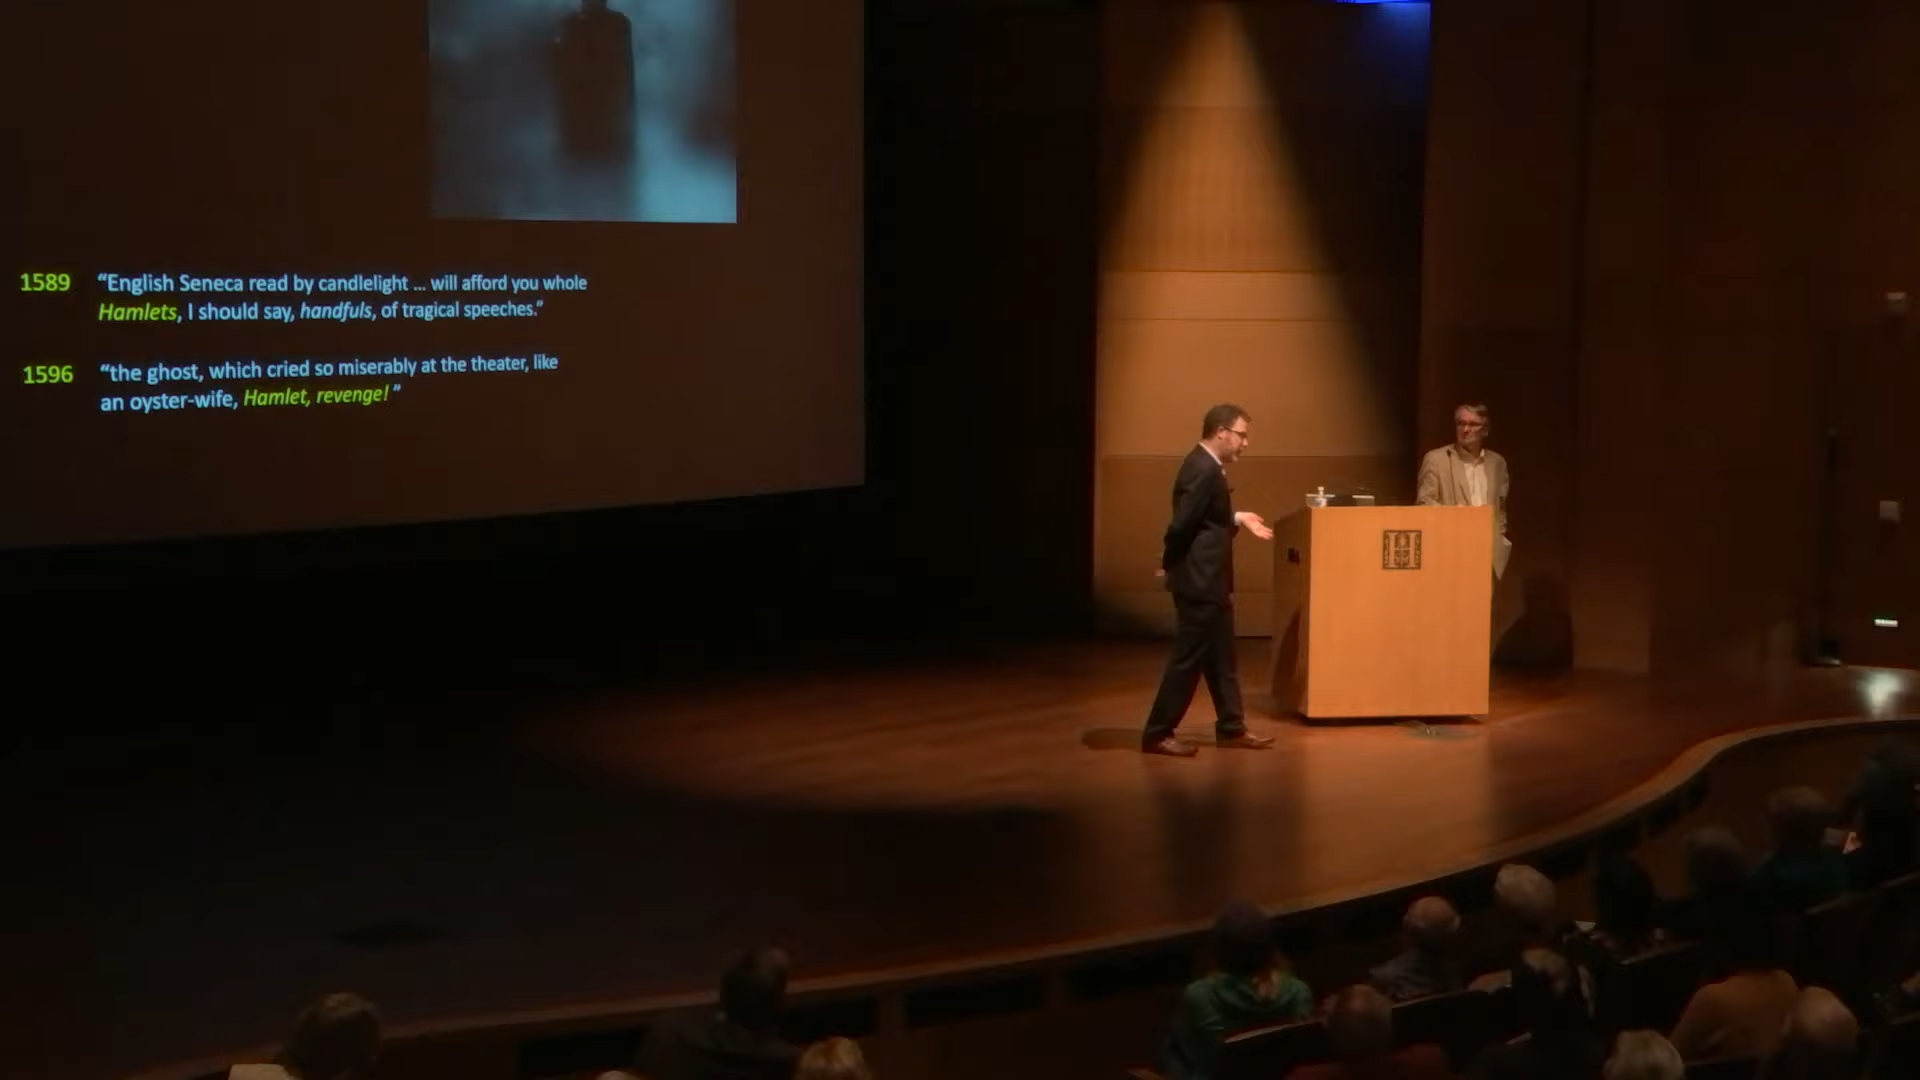 1589 “English Seneca read by candlelight ... will afford you whole
Hamlets, I should say, handfuls, of tragical speeches.”
1596 “the ghost, which cried so miserably at the theater, like
an oyster-wife, Hamlet, revenge! ”
H